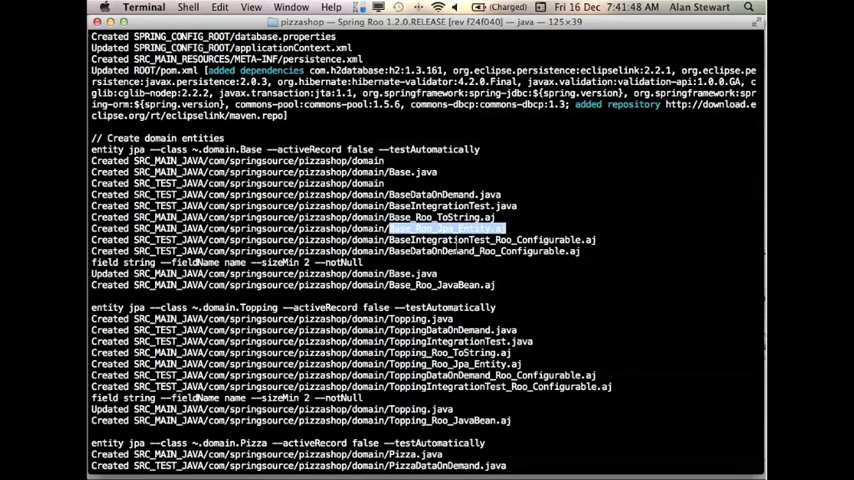 Terminal Shell Edit View Window Help (Charged) Fri 16 Dec 7:41:48 AM Alan Stewart
pizzashop — Spring Roo 1.2.0.RELEASE [rev f24f040] — java — 125×39
Created SPRING_CONFIG_ROOT/database.properties
Updated SPRING_CONFIG_ROOT/applicationContext.xml
Created SRC_MAIN_RESOURCES/META-INF/persistence.xml
Updated ROOT/pom.xml [added dependencies com.h2database:h2:1.3.161, org.eclipse.persistence:eclipselink:2.2.1, org.eclipse.pe
rsistence:javax.persistence:2.0.3, org.hibernate:hibernate-validator:4.2.0.Final, javax.validation:validation-api:1.0.0.GA, c
glib:cglib-nodep:2.2.2, javax.transaction:jta:1.1, org.springframework:spring-jdbc:${spring.version}, org.springframework:spr
ing-orm:${spring.version}, commons-pool:commons-pool:1.5.6, commons-dbcp:commons-dbcp:1.3; added repository http://download.e
clipse.org/rt/eclipselink/maven.repo]
// Create domain entities
entity jpa --class ~.domain.Base --activeRecord false --testAutomatically
Created SRC_MAIN_JAVA/com/springsource/pizzashop/domain
Created SRC_MAIN_JAVA/com/springsource/pizzashop/domain/Base.java
Created SRC_TEST_JAVA/com/springsource/pizzashop/domain
Created SRC_TEST_JAVA/com/springsource/pizzashop/domain/BaseDataOnDemand.java
Created SRC_TEST_JAVA/com/springsource/pizzashop/domain/BaseIntegrationTest.java
Created SRC_MAIN_JAVA/com/springsource/pizzashop/domain/Base_Roo_ToString.aj
Created SRC_MAIN_JAVA/com/springsource/pizzashop/domain/Base_Roo_Jpa_Entity.aj
Created SRC_TEST_JAVA/com/springsource/pizzashop/domain/BaseIntegrationTest_Roo_Configurable.aj
Created SRC_TEST_JAVA/com/springsource/pizzashop/domain/BaseDataOnDemand_Roo_Configurable.aj
field string --fieldName name --sizeMin 2 --notNull
Updated SRC_MAIN_JAVA/com/springsource/pizzashop/domain/Base.java
Created SRC_MAIN_JAVA/com/springsource/pizzashop/domain/Base_Roo_JavaBean.aj
entity jpa --class ~.domain.Topping --activeRecord false --testAutomatically
Created SRC_MAIN_JAVA/com/springsource/pizzashop/domain/Topping.java
Created SRC_TEST_JAVA/com/springsource/pizzashop/domain/ToppingDataOnDemand.java
Created SRC_TEST_JAVA/com/springsource/pizzashop/domain/ToppingIntegrationTest.java
Created SRC_MAIN_JAVA/com/springsource/pizzashop/domain/Topping_Roo_ToString.aj
Created SRC_MAIN_JAVA/com/springsource/pizzashop/domain/Topping_Roo_Jpa_Entity.aj
Created SRC_TEST_JAVA/com/springsource/pizzashop/domain/ToppingDataOnDemand_Roo_Configurable.aj
Created SRC_TEST_JAVA/com/springsource/pizzashop/domain/ToppingIntegrationTest_Roo_Configurable.aj
field string --fieldName name --sizeMin 2 --notNull
Updated SRC_MAIN_JAVA/com/springsource/pizzashop/domain/Topping.java
Created SRC_MAIN_JAVA/com/springsource/pizzashop/domain/Topping_Roo_JavaBean.aj
entity jpa --class ~.domain.Pizza --activeRecord false --testAutomatically
Created SRC_MAIN_JAVA/com/springsource/pizzashop/domain/Pizza.java
Created SRC_TEST_JAVA/com/springsource/pizzashop/domain/PizzaDataOnDemand.java